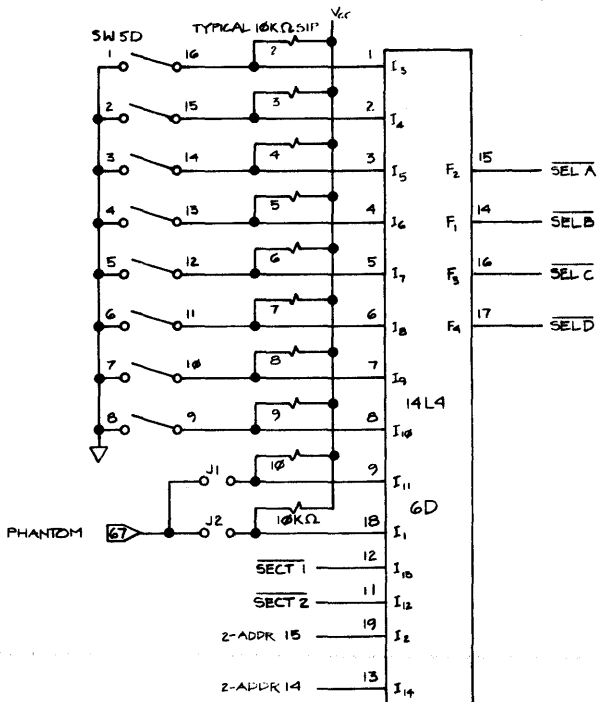 Vcc
TYPICAL 10KΩ SIP
SW 5D
1 16 2 1 I3
2 15 3 2 I4
3 14 4 3 I5 F2 15 SEL A
4 13 5 4 I6 F1 14 SEL B
5 12 6 5 I7 F3 16 SEL C
6 11 7 6 I8 F4 17 SEL D
7 10 8 7 I9
14L4
8 9 9 8 I10
J1 10 9 I11
6D
PHANTOM 67 J2 10KΩ 18 I1
SECT 1 12 I13
SECT 2 11 I12
2-ADDR 15 19 I2
2-ADDR 14 13 I14